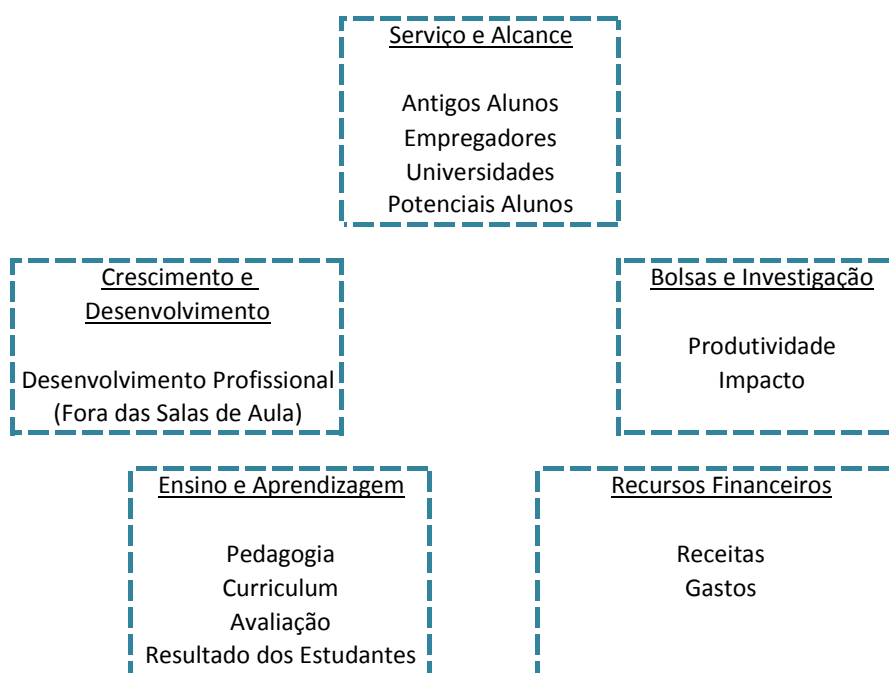 Serviço e Alcance
Antigos Alunos
Empregadores
Universidades
Potenciais Alunos
Crescimento e
Desenvolvimento
Desenvolvimento Profissional
(Fora das Salas de Aula)
Bolsas e Investigação
Produtividade
Impacto
Ensino e Aprendizagem
Pedagogia
Curriculum
Avaliação
Resultado dos Estudantes
Recursos Financeiros
Receitas
Gastos